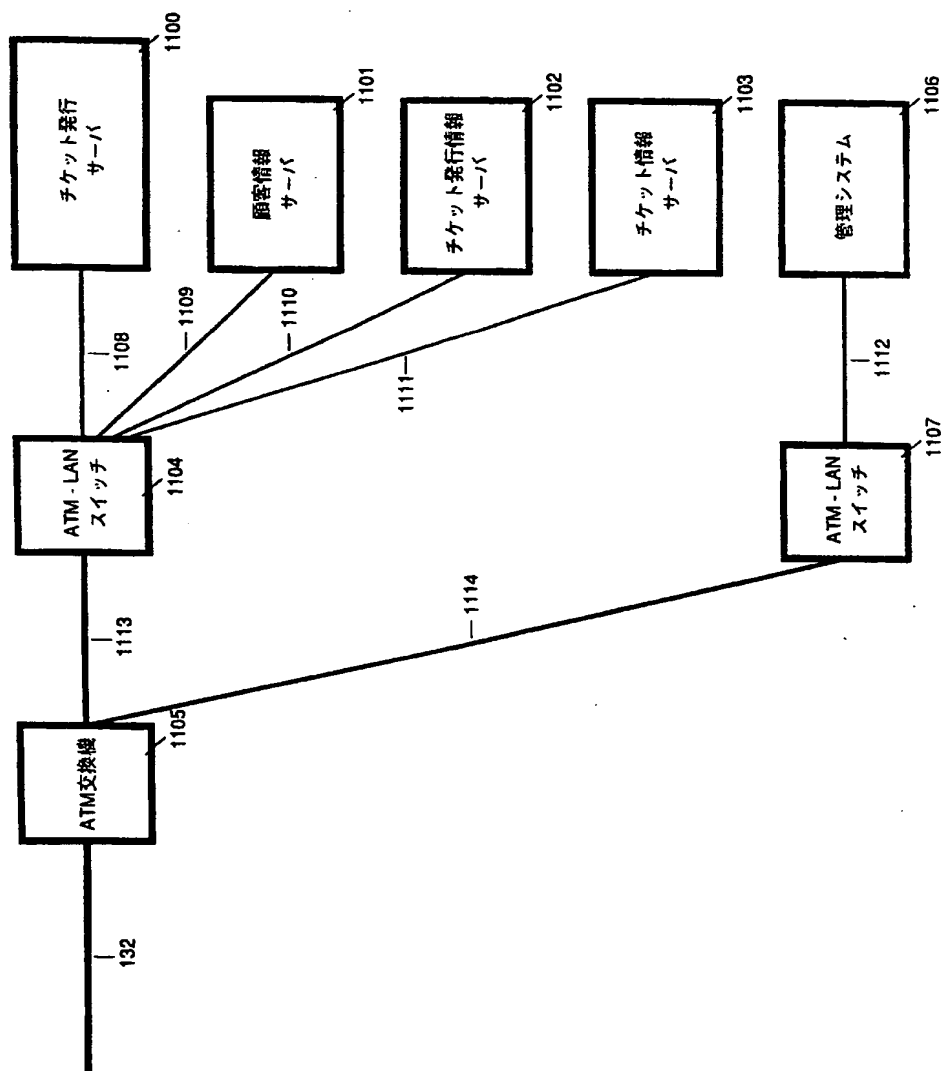 チケット発行
サーバ
1100
顧客情報
サーバ
1101
チケット発行情報
サーバ
1102
チケット情報
サーバ
1103
管理システム
1106
1108
1109
1110
1111
1112
ATM - LAN
スイッチ
1104
ATM - LAN
スイッチ
1107
1113
1114
ATM交換機
1105
132